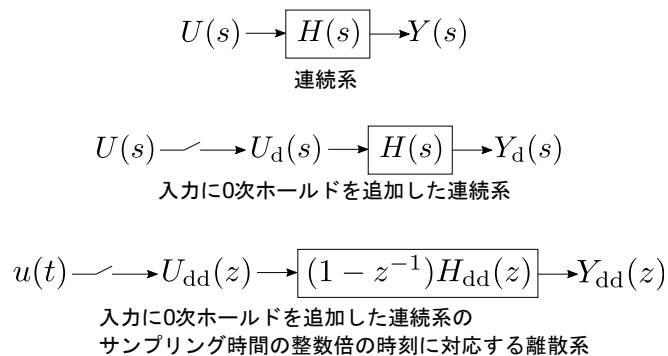 U(s) H(s) Y(s)
連続系
U(s) U_d(s) H(s) Y_d(s)
入力に0次ホールドを追加した連続系
u(t) U_dd(z) (1 − z^{-1})H_dd(z) Y_dd(z)
入力に0次ホールドを追加した連続系の
サンプリング時間の整数倍の時刻に対応する離散系